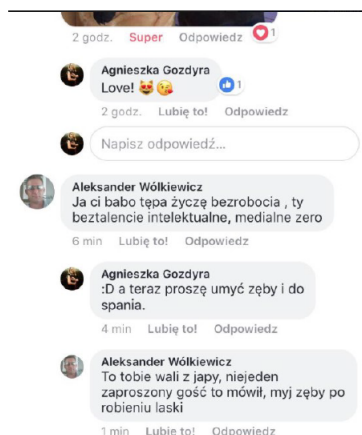 2 godz. Super Odpowiedz 1
Agnieszka Gozdyra
Love! 😻😘 1
2 godz. Lubię to! Odpowiedz
Napisz odpowiedź...
Aleksander Wólkiewicz
Ja ci babo tępa życzę bezrobocia , ty
beztalencie intelektualne, medialne zero
6 min Lubię to! Odpowiedz
Agnieszka Gozdyra
:D a teraz proszę umyć zęby i do
spania.
4 min Lubię to! Odpowiedz
Aleksander Wólkiewicz
To tobie wali z japy, niejeden
zaproszony gość to mówił, myj zęby po
robieniu laski
1 min Lubię to! Odpowiedz